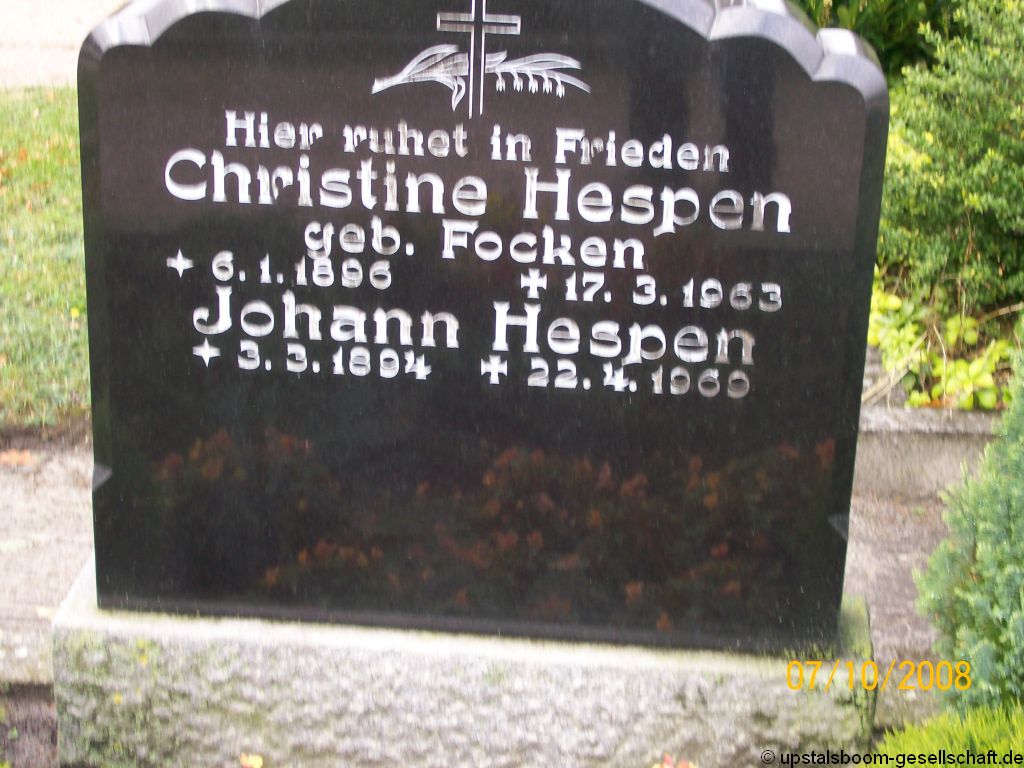 Hier ruhet in Frieden
Christine Hespen
geb. Focken
6.1.1896 17.3.1963
Johann Hespen
3.3.1894 22.4.1969
07/10/2008
© upstalsboom-gesellschaft.de